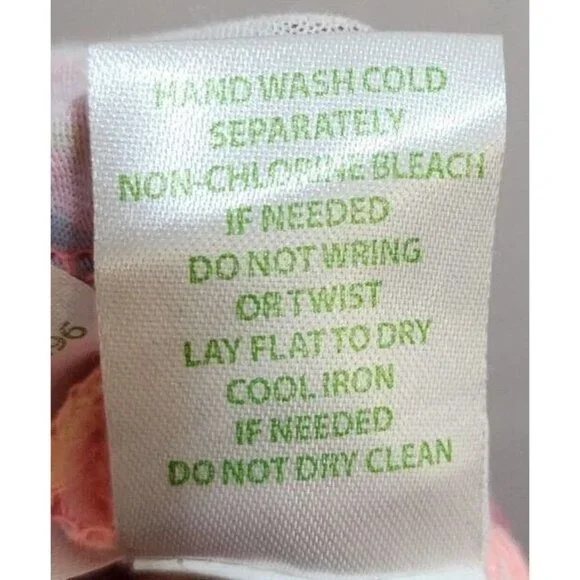 HAND WASH COLD
SEPARATELY
NON-CHLORINE BLEACH
IF NEEDED
DO NOT WRING
OR TWIST
LAY FLAT TO DRY
COOL IRON
IF NEEDED
DO NOT DRY CLEAN